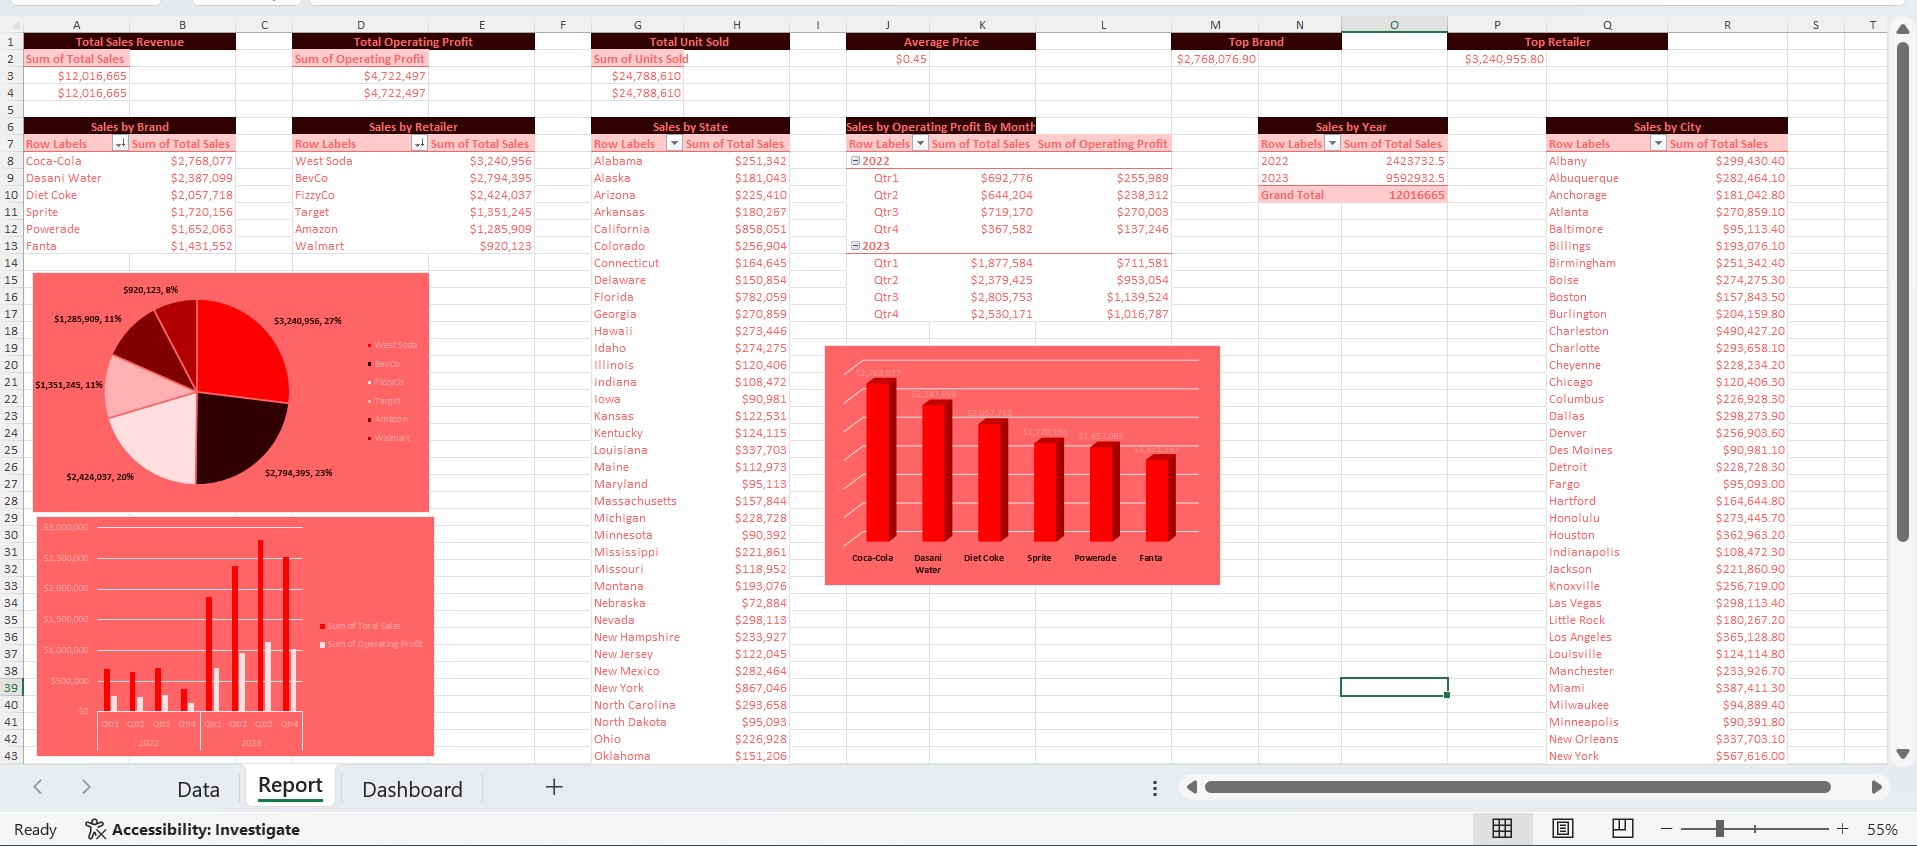 A B C D E F G H I J K L M N O P Q R S T
1 Total Sales Revenue Total Operating Profit Total Unit Sold Average Price Top Brand Top Retailer
2 Sum of Total Sales Sum of Operating Profit Sum of Units Sold $0.45 $2,768,076.90 $3,240,955.80
3 $12,016,665 $4,722,497 $24,788,610
4 $12,016,665 $4,722,497 $24,788,610
5
6 Sales by Brand Sales by Retailer Sales by State Sales by Operating Profit By Month Sales by Year Sales by City
7 Row Labels Sum of Total Sales Row Labels Sum of Total Sales Row Labels Sum of Total Sales Row Labels Sum of Total Sales Sum of Operating Profit Row Labels Sum of Total Sales Row Labels Sum of Total Sales
8 Coca-Cola $2,768,077 West Soda $3,240,956 Alabama $251,342 2022 2022 2423732.5 Albany $299,430.40
9 Dasani Water $2,387,099 BevCo $2,794,395 Alaska $181,043 Qtr1 $692,776 $255,989 2023 9592932.5 Albuquerque $282,464.10
10 Diet Coke $2,057,718 FizzyCo $2,424,037 Arizona $225,410 Qtr2 $644,204 $238,312 Grand Total 12016665 Anchorage $181,042.80
11 Sprite $1,720,156 Target $1,351,245 Arkansas $180,267 Qtr3 $719,170 $270,003 Atlanta $270,859.10
12 Powerade $1,652,063 Amazon $1,285,909 California $858,051 Qtr4 $367,582 $137,246 Baltimore $95,113.40
13 Fanta $1,431,552 Walmart $920,123 Colorado $256,904 2023 Billings $193,076.10
14 Connecticut $164,645 Qtr1 $1,877,584 $711,581 Birmingham $251,342.40
15 Delaware $150,854 Qtr2 $2,379,425 $953,054 Boise $274,275.30
16 Florida $782,059 Qtr3 $2,805,753 $1,139,524 Boston $157,843.50
17 Georgia $270,859 Qtr4 $2,530,171 $1,016,787 Burlington $204,159.80
18 Hawaii $273,446 Charleston $490,427.20
19 Idaho $274,275 Charlotte $293,658.10
20 Illinois $120,406 Cheyenne $228,234.20
21 Indiana $108,472 Chicago $120,406.30
22 Iowa $90,981 Columbus $226,928.30
23 Kansas $122,531 Dallas $298,273.90
24 Kentucky $124,115 Denver $256,903.60
25 Louisiana $337,703 Des Moines $90,981.10
26 Maine $112,973 Detroit $228,728.30
27 Maryland $95,113 Fargo $95,093.00
28 Massachusetts $157,844 Hartford $164,644.80
29 Michigan $228,728 Honolulu $273,445.70
30 Minnesota $90,392 Houston $362,963.20
31 Mississippi $221,861 Indianapolis $108,472.30
32 Missouri $118,952 Jackson $221,860.90
33 Montana $193,076 Knoxville $256,719.00
34 Nebraska $72,884 Las Vegas $298,113.40
35 Nevada $298,113 Little Rock $180,267.20
36 New Hampshire $233,927 Los Angeles $365,128.80
37 New Jersey $122,045 Louisville $124,114.80
38 New Mexico $282,464 Manchester $233,926.70
39 New York $867,046 Miami $387,411.30
40 North Carolina $293,658 Milwaukee $94,889.40
41 North Dakota $95,093 Minneapolis $90,391.80
42 Ohio $226,928 New Orleans $337,703.10
43 Oklahoma $151,206 New York $567,616.00
$920,123, 8%
$1,285,909, 11%
$3,240,956, 27%
$1,351,245, 11%
$2,424,037, 20%
$2,794,395, 23%
West Soda
BevCo
FizzyCo
Target
Amazon
Walmart
$3,000,000
$2,500,000
$2,000,000
$1,500,000
$1,000,000
$500,000
$0
Qtr1 Qtr2 Qtr3 Qtr4 Qtr1 Qtr2 Qtr3 Qtr4
2022 2023
Sum of Total Sales
Sum of Operating Profit
$2,768,077
$2,387,099
$2,057,718
$1,720,156
$1,652,063
$1,431,552
Coca-Cola Dasani Water Diet Coke Sprite Powerade Fanta
Data Report Dashboard
Ready Accessibility: Investigate 55%